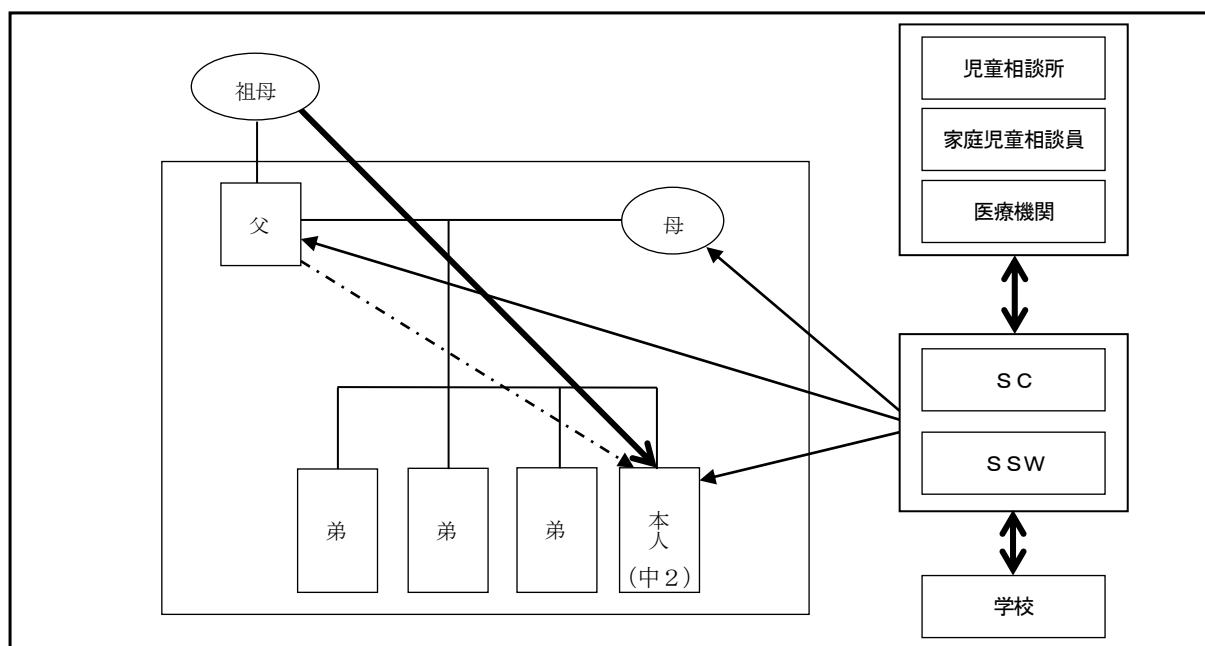 児童相談所
家庭児童相談員
医療機関
祖母
父
母
ＳＣ
ＳＳＷ
弟
弟
弟
本人
（中２）
学校